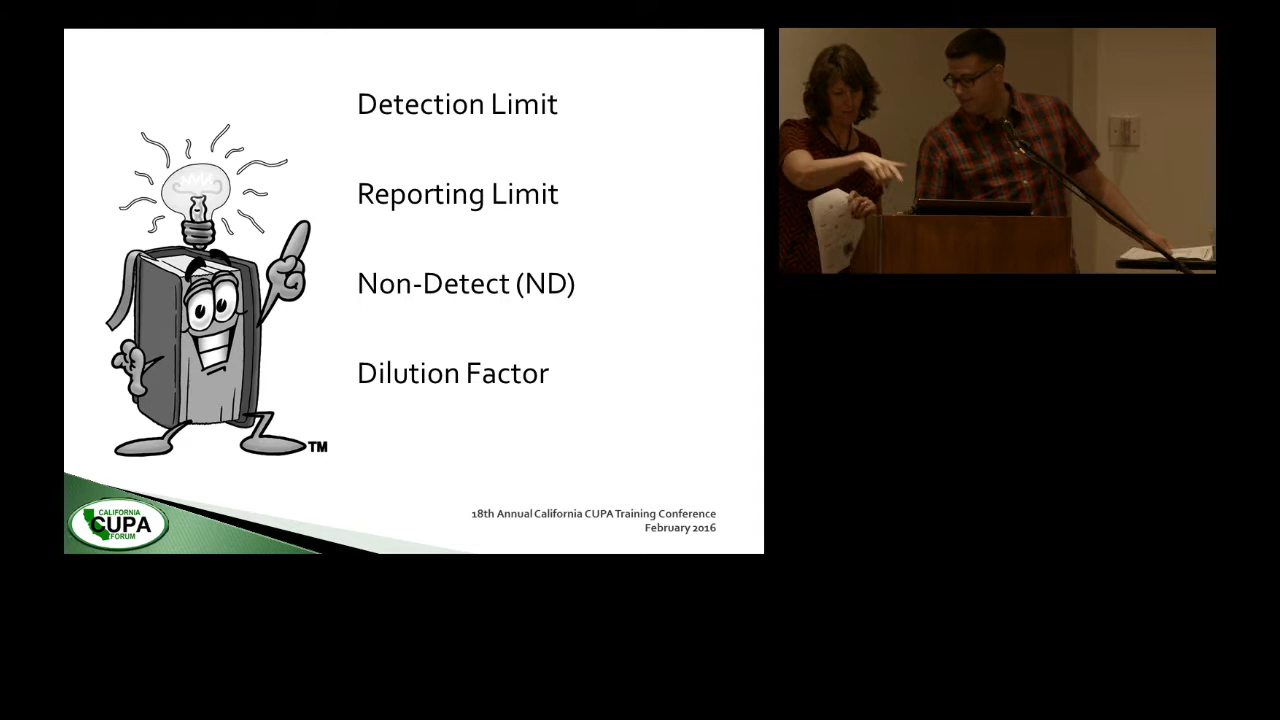 Detection Limit
Reporting Limit
Non-Detect (ND)
Dilution Factor
TM
CALIFORNIA
CUPA
FORUM
18th Annual California CUPA Training Conference
February 2016